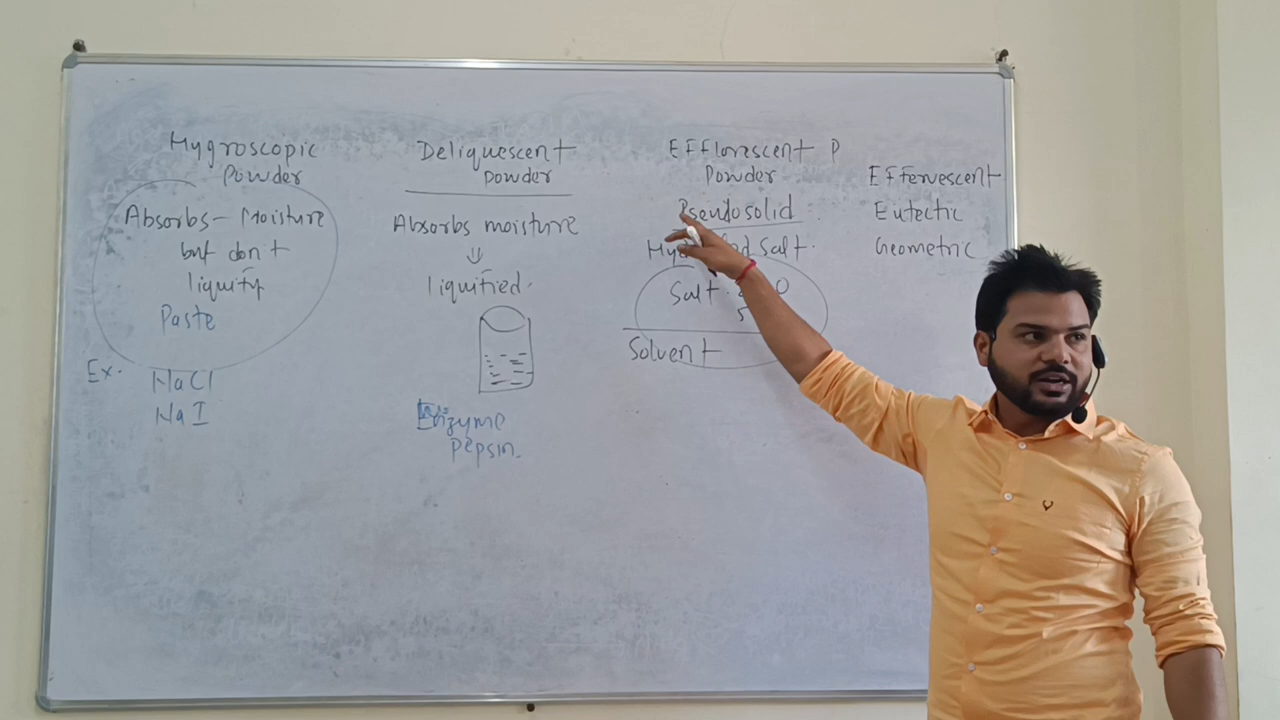 Hygroscopic
Powder
Absorbs - Moisture
but don't
liquify
Paste
Ex.
NaCl
NaI
Deliquescent
powder
Absorbs moisture
⇓
liquified.
Enzyme
pepsin.
Efflorescent P
Powder
Pseudosolid
Salt.
Salt.
5
Solvent
Effervescent
Eutectic
Geometric